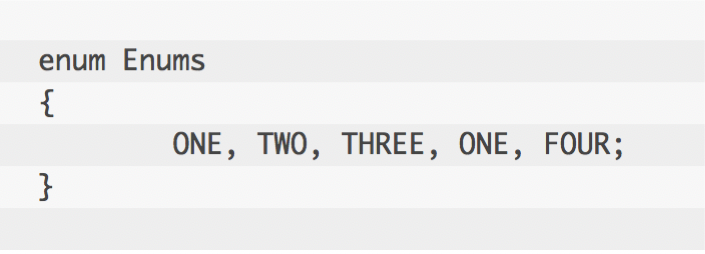 enum Enums
{
ONE, TWO, THREE, ONE, FOUR;
}